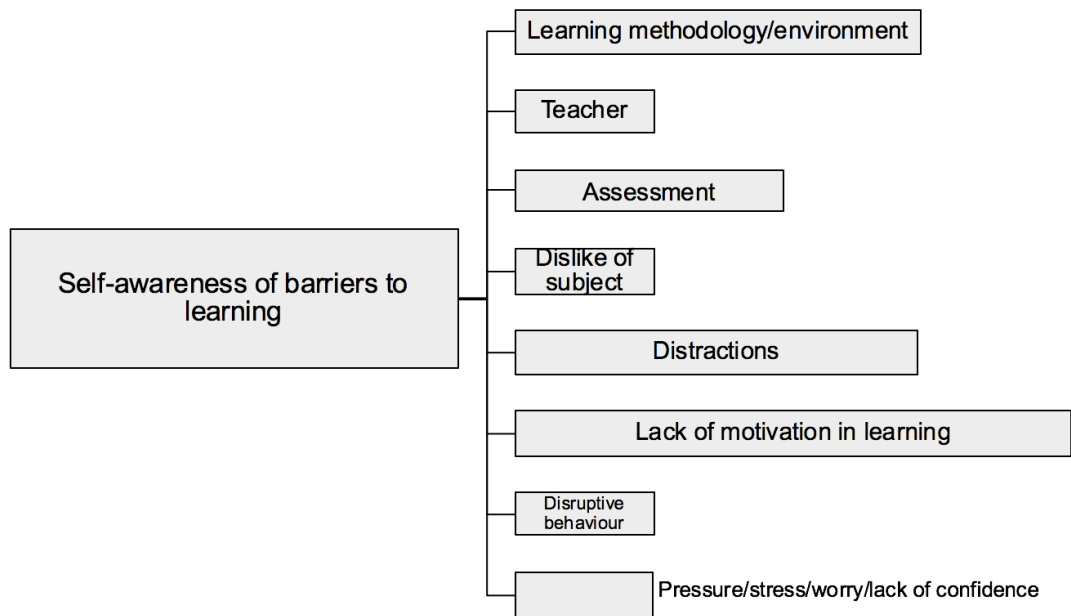 Learning methodology/environment
Teacher
Assessment
Dislike of
subject
Self-awareness of barriers to
learning
Distractions
Lack of motivation in learning
Disruptive
behaviour
Pressure/stress/worry/lack of confidence